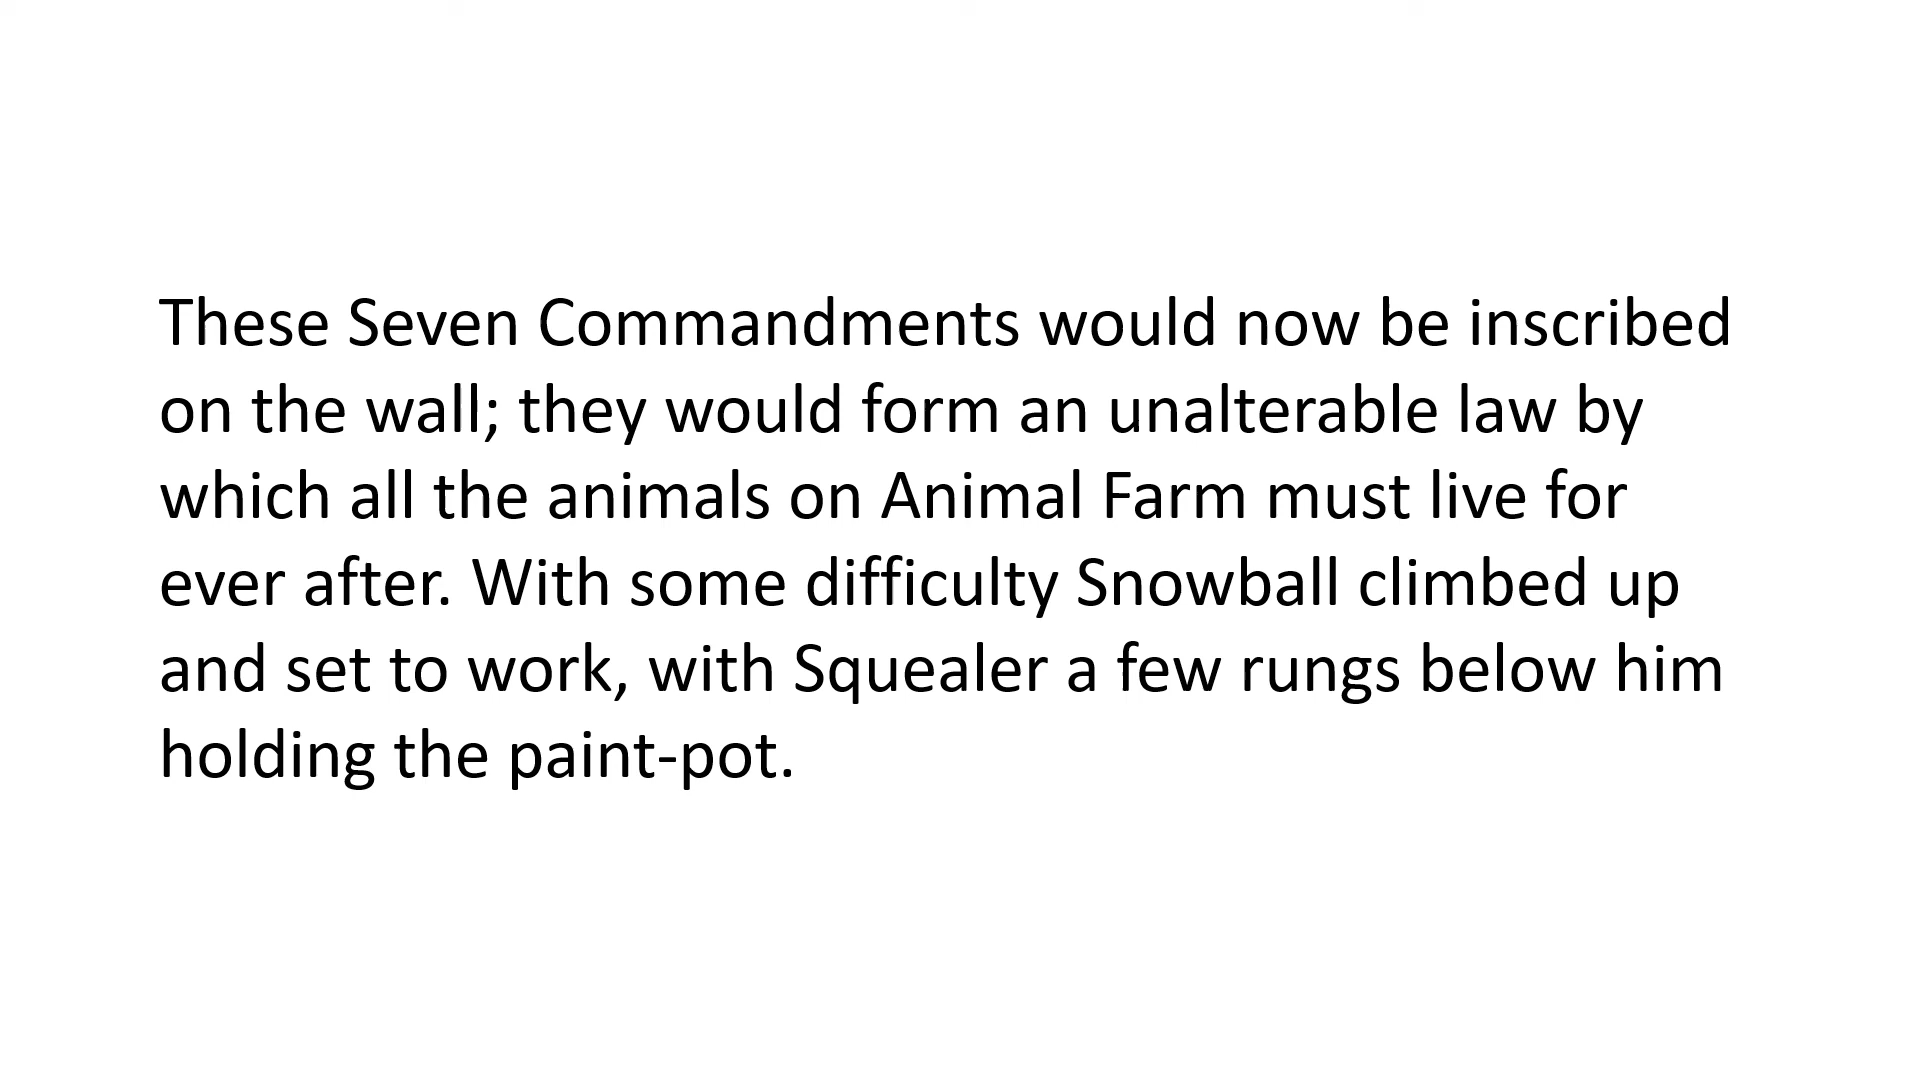 These Seven Commandments would now be inscribed
on the wall; they would form an unalterable law by
which all the animals on Animal Farm must live for
ever after. With some difficulty Snowball climbed up
and set to work, with Squealer a few rungs below him
holding the paint-pot.